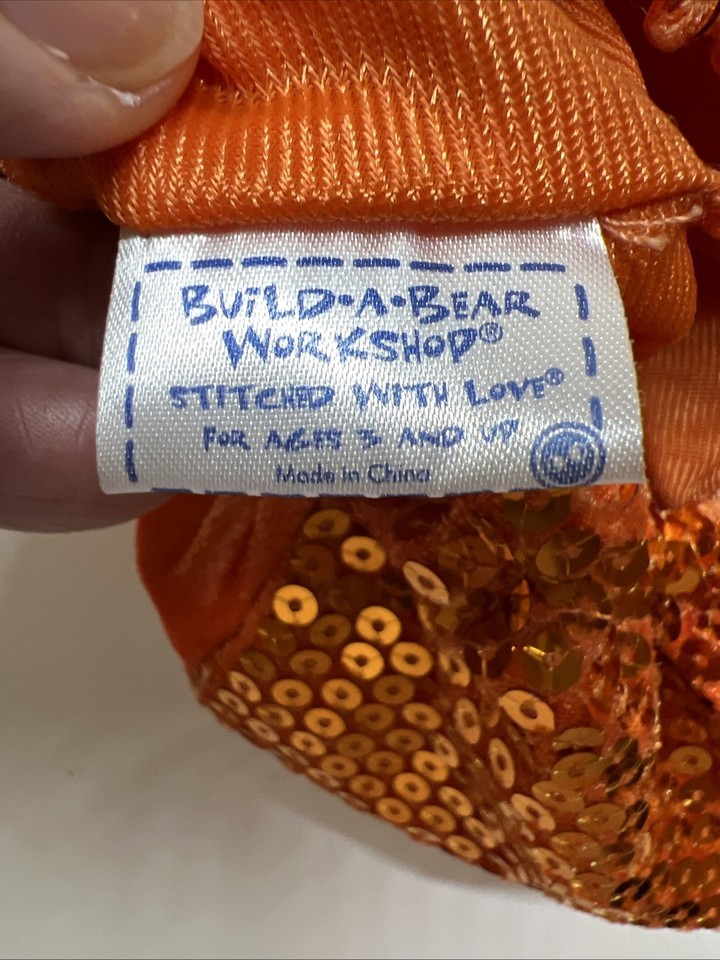 BUILD-A-BEAR
WORKSHOP®
STITCHED WITH LOVE®
FOR AGES 3 AND UP
Made in China